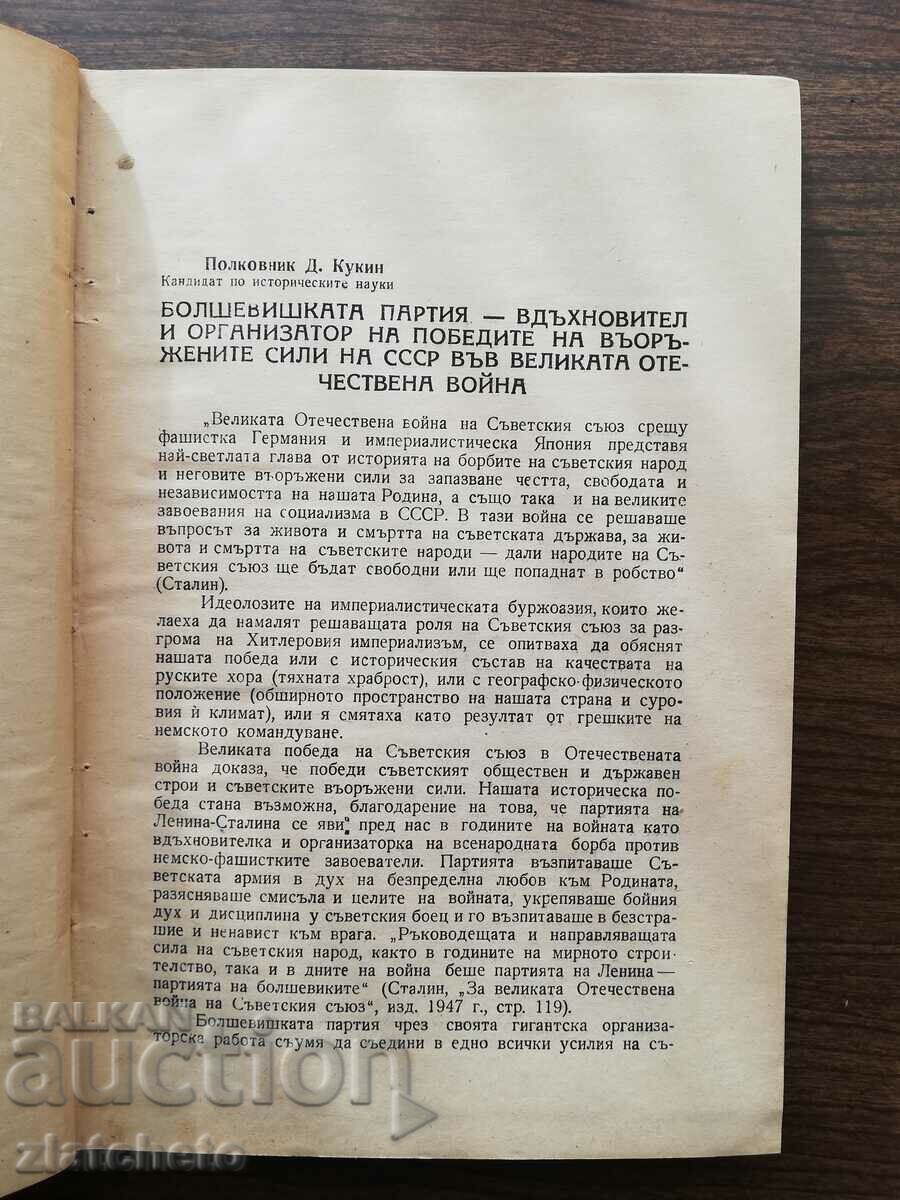 Полковник Д. Кукин
Кандидат по историческите науки
БОЛШЕВИШКАТА ПАРТИЯ — ВДЪХНОВИТЕЛ
И ОРГАНИЗАТОР НА ПОБЕДИТЕ НА ВЪОРЪ-
ЖЕНИТЕ СИЛИ НА СССР ВЪВ ВЕЛИКАТА ОТЕ-
ЧЕСТВЕНА ВОЙНА
„Великата Отечествена война на Съветския съюз срещу
фашистка Германия и империалистическа Япония представя
най-светлата глава от историята на борбите на съветския народ
и неговите въоръжени сили за запазване честта, свободата и
независимостта на нашата Родина, а също така и на великите
завоевания на социализма в СССР. В тази война се решаваше
въпросът за живота и смъртта на съветската държава, за жи-
вота и смъртта на съветските народи — дали народите на Съ-
ветския съюз ще бъдат свободни или ще попаднат в робство“
(Сталин).
Идеолозите на империалистическата буржоазия, които же-
лаеха да намалят решаващата роля на Съветския съюз за раз-
грома на Хитлеровия империализъм, се опитваха да обяснят
нашата победа или с историческия състав на качествата на
руските хора (тяхната храброст), или с географско-физическото
положение (обширното пространство на нашата страна и суро-
вия ѝ климат), или я смятаха като резултат от грешките на
немското командуване.
Великата победа на Съветския съюз в Отечествената
война доказа, че победи съветският обществен и държавен
строи и съветските въоръжени сили. Нашата историческа по-
беда стана възможна, благодарение на това, че партията на
Ленина-Сталина се яви пред нас в годините на войната като
вдъхновителка и организаторка на всенародната борба против
немско-фашистките завоеватели. Партията възпитаваше Съ-
ветската армия в дух на безпределна любов към Родината,
разясняваше смисъла и целите на войната, укрепяваше бойния
дух и дисциплина у съветския боец и го възпитаваше в безстра-
шие и ненавист към врага. „Ръководещата и направляващата
сила на съветския народ, както в годините на мирното строи-
телство, така и в дните на война беше партията на Ленина—
партията на болшевиките“ (Сталин, „За великата Отечествена
война на Съветския съюз“, изд. 1947 г., стр. 119).
Болшевишката партия чрез своята гигантска организа-
торска работа съумя да съедини в едно всички усилия на съ-
BALKAN
auction
zlatcheto